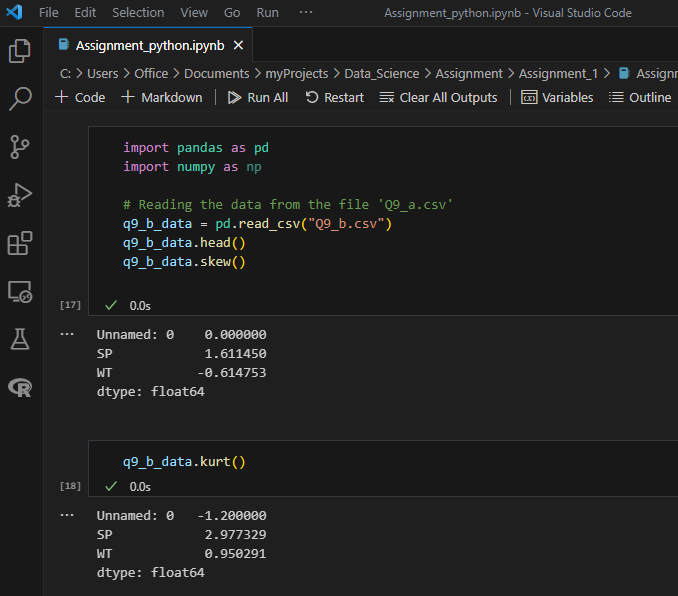 File Edit Selection View Go Run ··· Assignment_python.ipynb - Visual Studio Code
Assignment_python.ipynb ×
C: > Users > Office > Documents > myProjects > Data_Science > Assignment > Assignment_1 > Assignm
+ Code + Markdown Run All Restart Clear All Outputs Variables Outline
import pandas as pd
import numpy as np
# Reading the data from the file 'Q9_a.csv'
q9_b_data = pd.read_csv("Q9_b.csv")
q9_b_data.head()
q9_b_data.skew()
[17] ✓ 0.0s
··· Unnamed: 0 0.000000
SP 1.611450
WT -0.614753
dtype: float64
q9_b_data.kurt()
[18] ✓ 0.0s
··· Unnamed: 0 -1.200000
SP 2.977329
WT 0.950291
dtype: float64
R